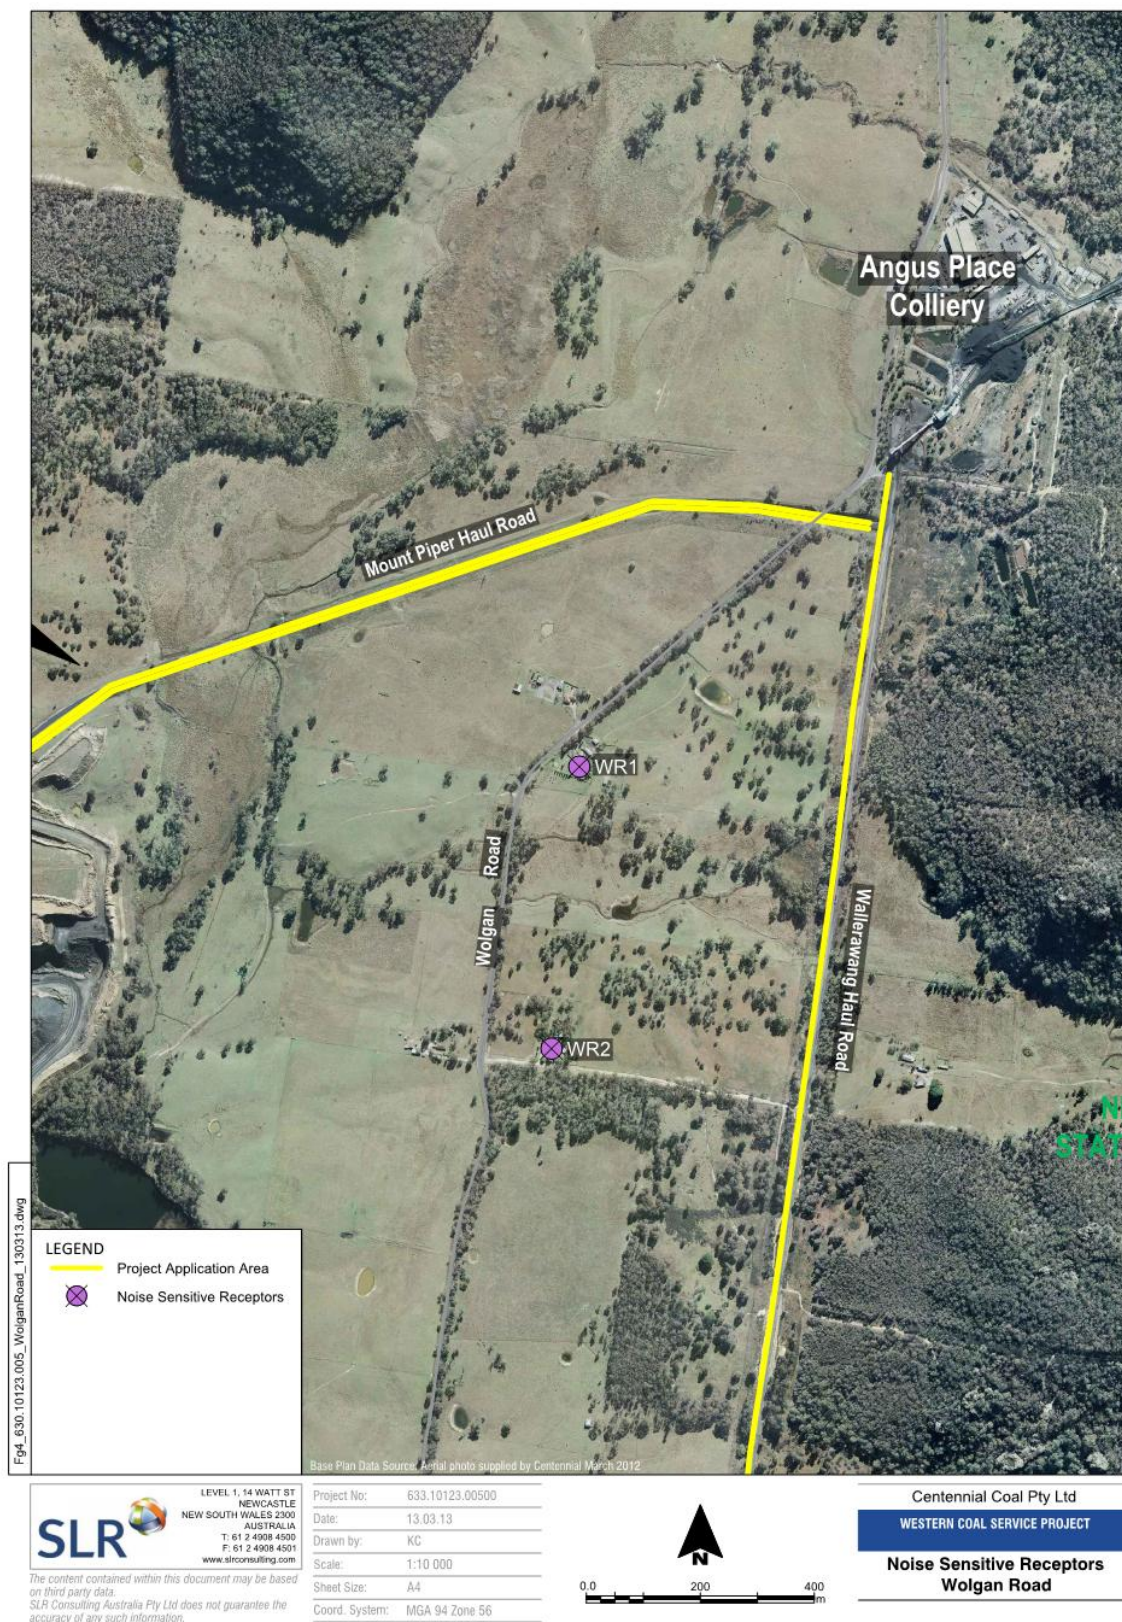 Angus Place
Colliery
Mount Piper Haul Road
WR1
Wolgan Road
Wallerawang Haul Road
WR2
N
STAT
Fg4_630.10123.005_WolganRoad_130313.dwg
LEGEND
Project Application Area
Noise Sensitive Receptors
Base Plan Data Source: Aerial photo supplied by Centennial March 2012
SLR
LEVEL 1, 14 WATT ST
NEWCASTLE
NEW SOUTH WALES 2300
AUSTRALIA
T: 61 2 4908 4500
F: 61 2 4908 4501
www.slrconsulting.com
The content contained within this document may be based
on third party data.
SLR Consulting Australia Pty Ltd does not guarantee the
accuracy of any such information.
Project No: 633.10123.00500
Date: 13.03.13
Drawn by: KC
Scale: 1:10 000
Sheet Size: A4
Coord. System: MGA 94 Zone 56
N
0.0 200 400
m
Centennial Coal Pty Ltd
WESTERN COAL SERVICE PROJECT
Noise Sensitive Receptors
Wolgan Road